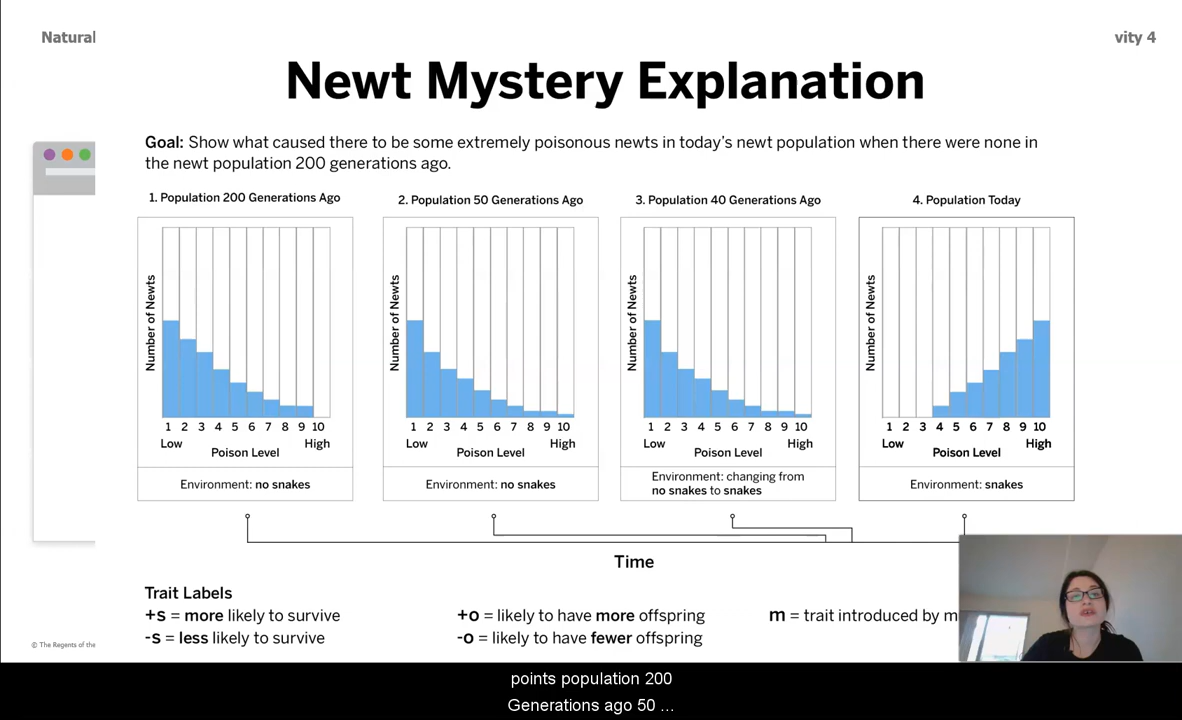 Natural
vity 4
Newt Mystery Explanation
Goal: Show what caused there to be some extremely poisonous newts in today's newt population when there were none in
the newt population 200 generations ago.
1. Population 200 Generations Ago
Number of Newts
1 2 3 4 5 6 7 8 9 10
Low High
Poison Level
Environment: no snakes
2. Population 50 Generations Ago
Number of Newts
1 2 3 4 5 6 7 8 9 10
Low High
Poison Level
Environment: no snakes
3. Population 40 Generations Ago
Number of Newts
1 2 3 4 5 6 7 8 9 10
Low High
Poison Level
Environment: changing from
no snakes to snakes
4. Population Today
Number of Newts
1 2 3 4 5 6 7 8 9 10
Low High
Poison Level
Environment: snakes
Time
Trait Labels
+s = more likely to survive
-s = less likely to survive
+o = likely to have more offspring
-o = likely to have fewer offspring
m = trait introduced by m
© The Regents of the
points population 200
Generations ago 50 ...